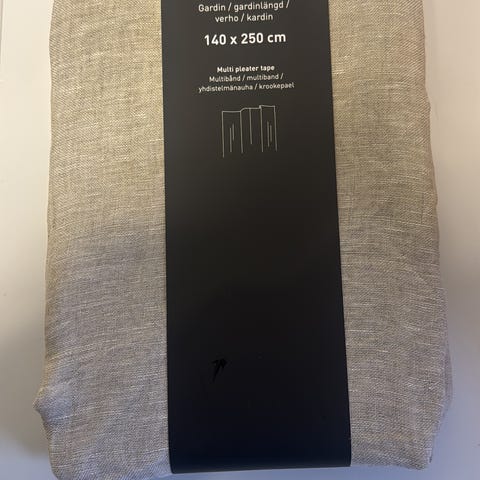 Gardin / gardinlängd /
verho / kardin
140 x 250 cm
Multi pleater tape
Multibånd / multiband /
yhdistelmänauha / krookepael